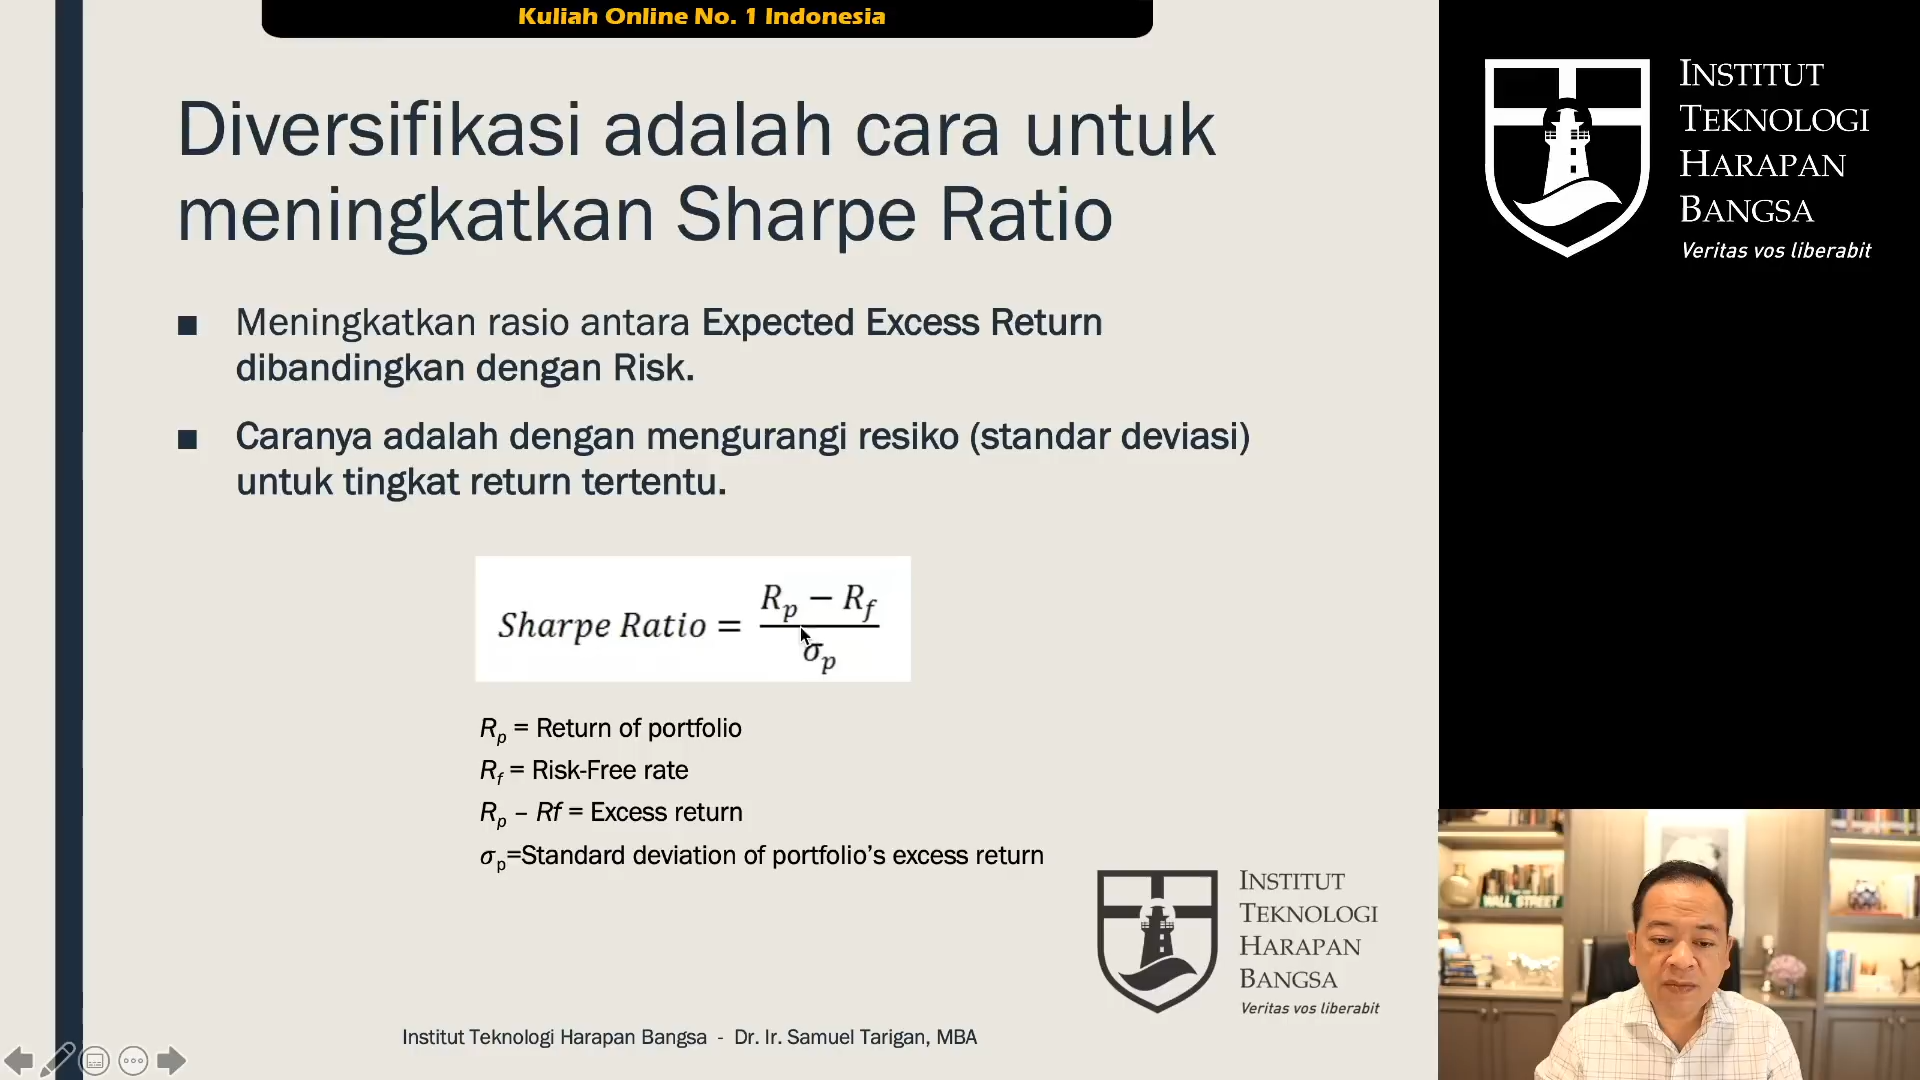 Kuliah Online No. 1 Indonesia
Diversifikasi adalah cara untuk
meningkatkan Sharpe Ratio
■ Meningkatkan rasio antara Expected Excess Return
dibandingkan dengan Risk.
■ Caranya adalah dengan mengurangi resiko (standar deviasi)
untuk tingkat return tertentu.
Sharpe Ratio = (R_p − R_f) / σ_p
R_p = Return of portfolio
R_f = Risk-Free rate
R_p – Rf = Excess return
σ_p=Standard deviation of portfolio’s excess return
INSTITUT
TEKNOLOGI
HARAPAN
BANGSA
Veritas vos liberabit
Institut Teknologi Harapan Bangsa - Dr. Ir. Samuel Tarigan, MBA
INSTITUT
TEKNOLOGI
HARAPAN
BANGSA
Veritas vos liberabit
WALL STREET